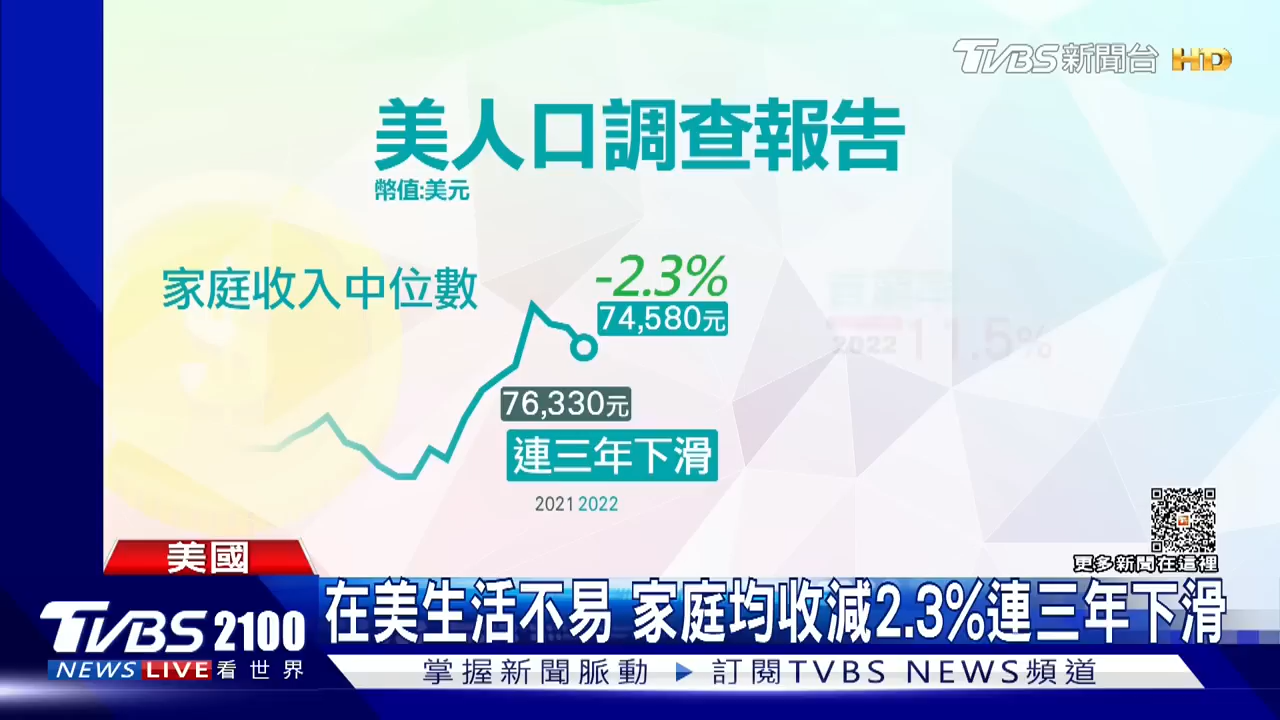 TVBS新聞台 HD
美人口調查報告
幣值:美元
家庭收入中位數
-2.3%
74,580元
76,330元
連三年下滑
2021 2022
2022 11.5%
更多新聞在這裡
美國
在美生活不易 家庭均收減2.3%連三年下滑
TVBS 2100
NEWS LIVE 看世界
掌握新聞脈動 ▶ 訂閱TVBS NEWS頻道